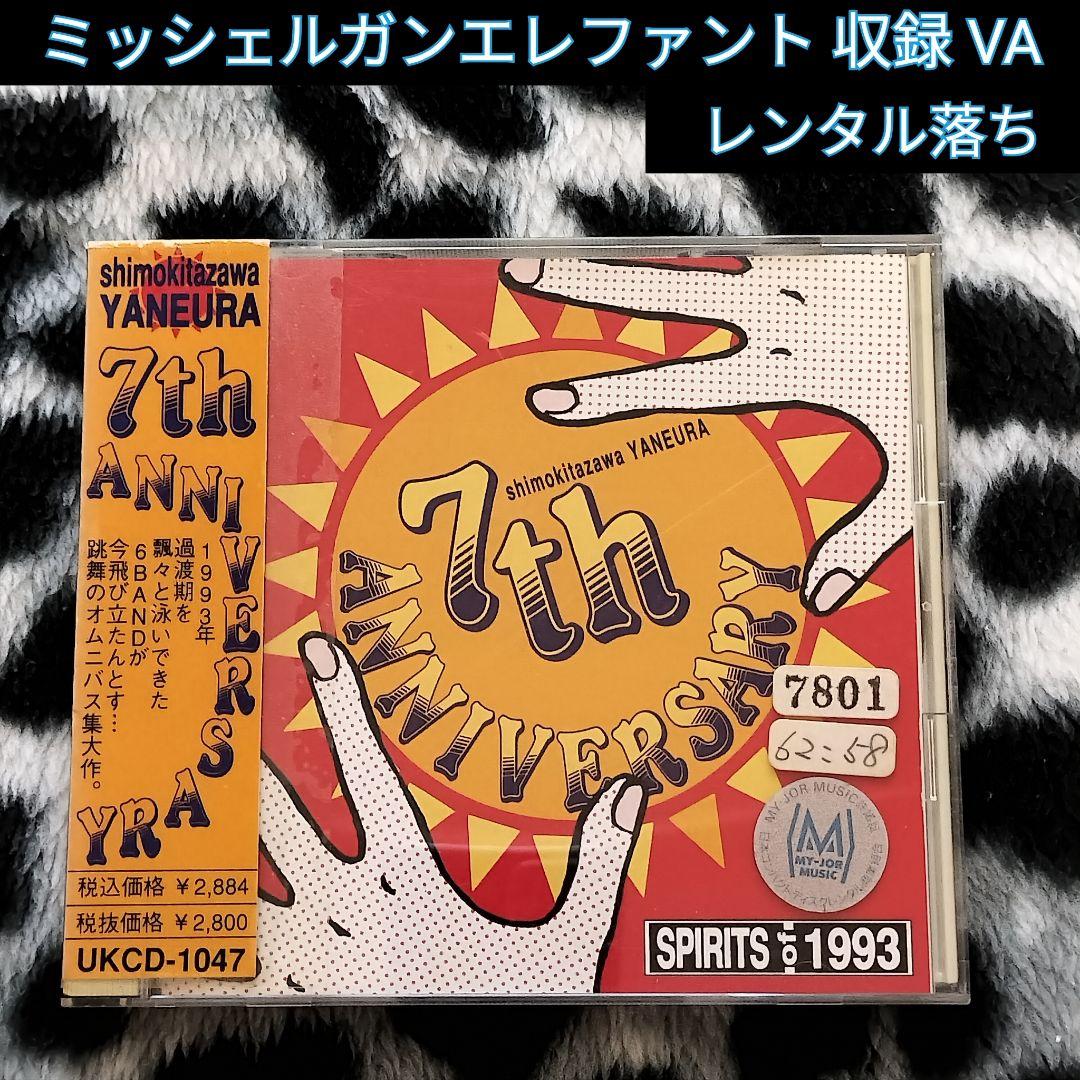 ミッシェルガンエレファント 収録 VA
レンタル落ち
shimokitazawa
YANEURA
7th
ANNIVERSARY
1993年
過渡期を
飄々と泳いできた
6BANDが
今飛び立たんとす…
跳舞のオムニバス集大作。
税込価格 ¥2,884
税抜価格 ¥2,800
UKCD-1047
shimokitazawa YANEURA
7th
ANNIVERSARY
7801
62:58
MY JOR MUSIC
M
MY-JOR
MUSIC
SPIRITS of 1993